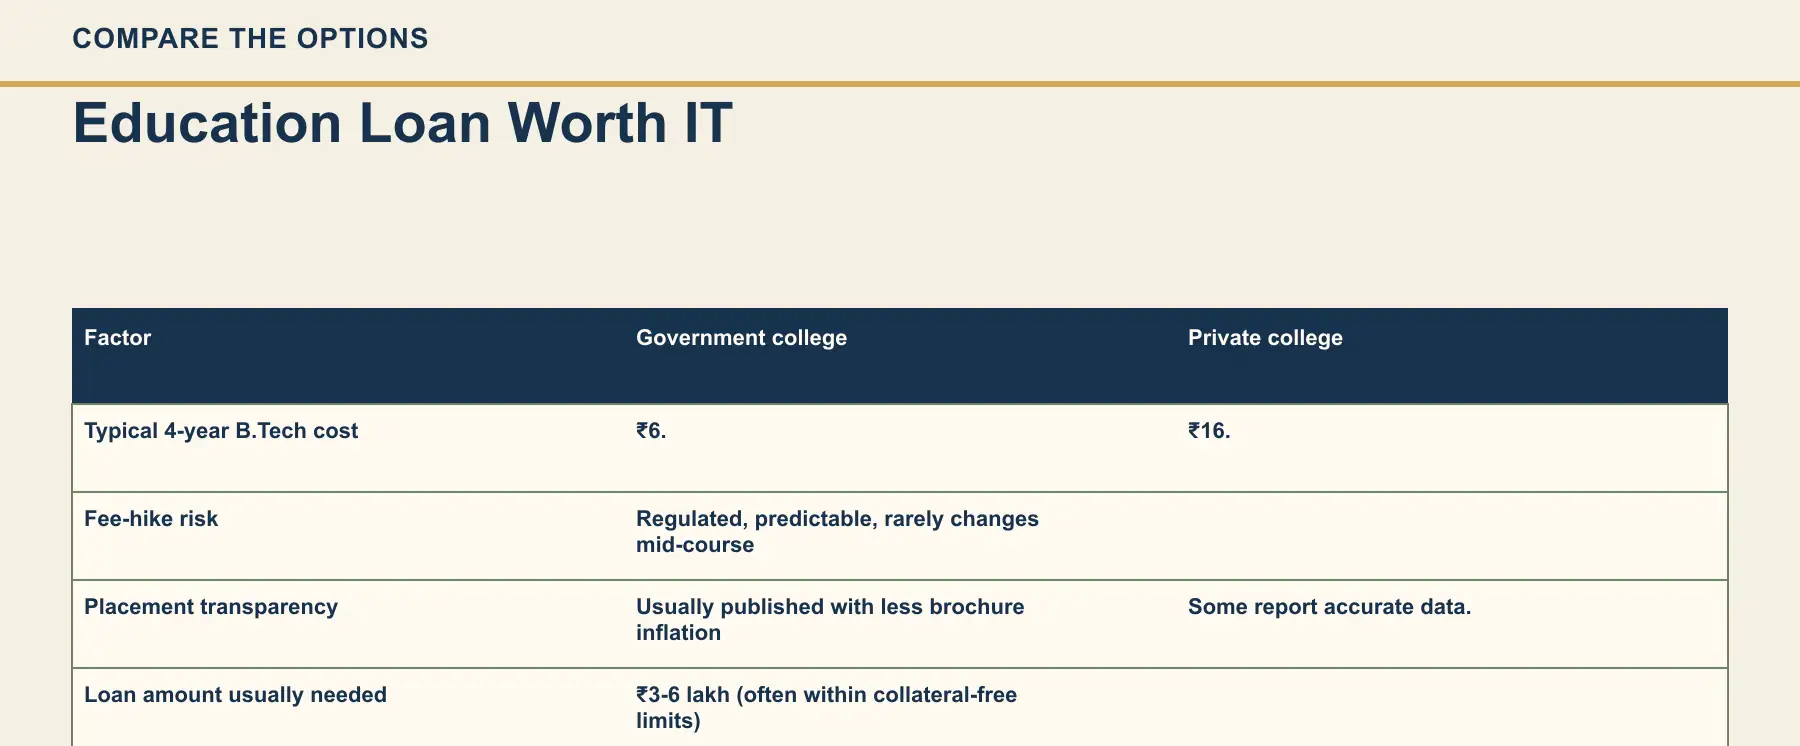 COMPARE THE OPTIONS
Education Loan Worth IT
Factor Government college Private college
Typical 4-year B.Tech cost ₹6. ₹16.
Fee-hike risk Regulated, predictable, rarely changes
mid-course
Placement transparency Usually published with less brochure
inflation Some report accurate data.
Loan amount usually needed ₹3-6 lakh (often within collateral-free
limits)